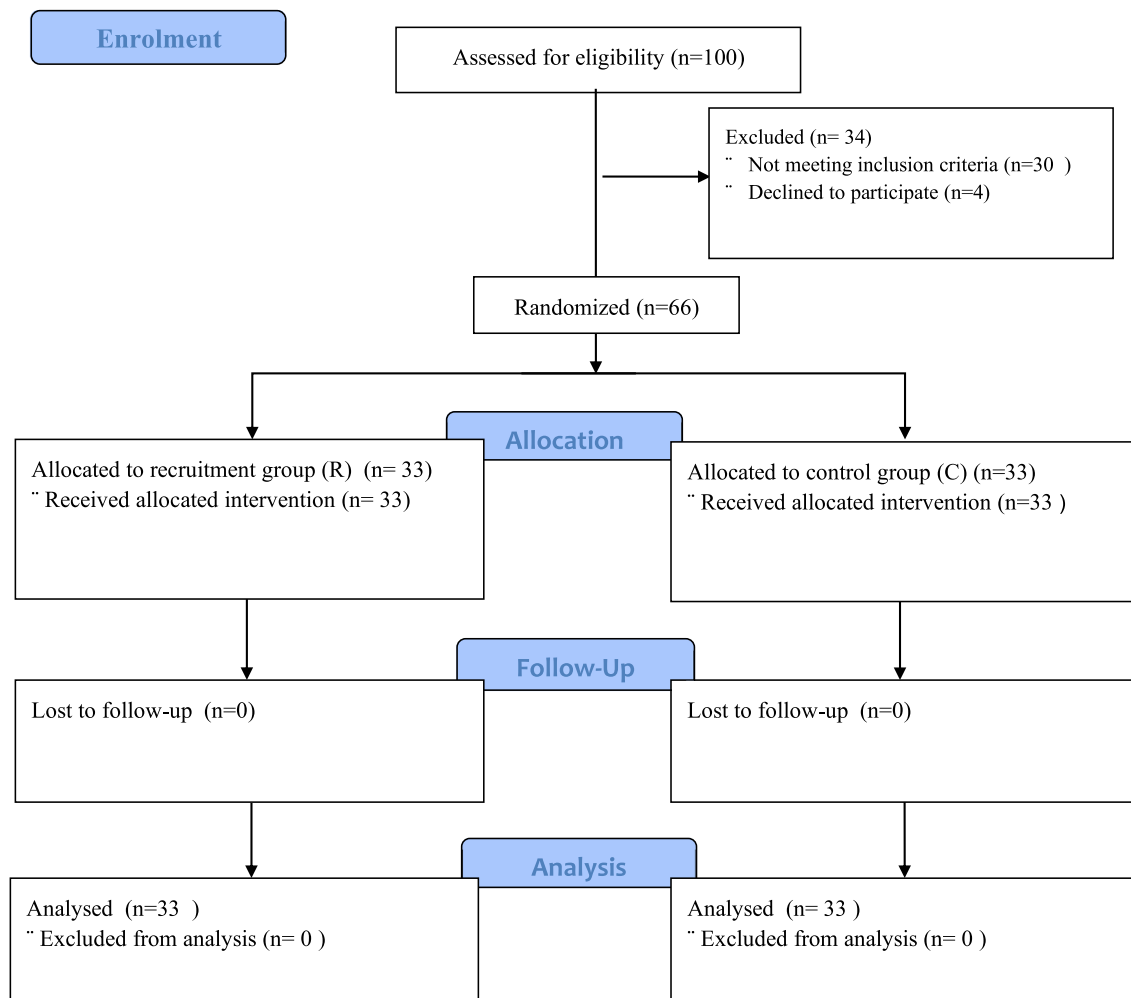 Enrolment
Assessed for eligibility (n=100)
Excluded (n= 34)
¨ Not meeting inclusion criteria (n=30 )
¨ Declined to participate (n=4)
Randomized (n=66)
Allocation
Allocated to recruitment group (R) (n= 33)
¨ Received allocated intervention (n= 33)
Allocated to control group (C) (n=33)
¨ Received allocated intervention (n=33 )
Follow-Up
Lost to follow-up (n=0)
Lost to follow-up (n=0)
Analysis
Analysed (n=33 )
¨ Excluded from analysis (n= 0 )
Analysed (n= 33 )
¨ Excluded from analysis (n= 0 )